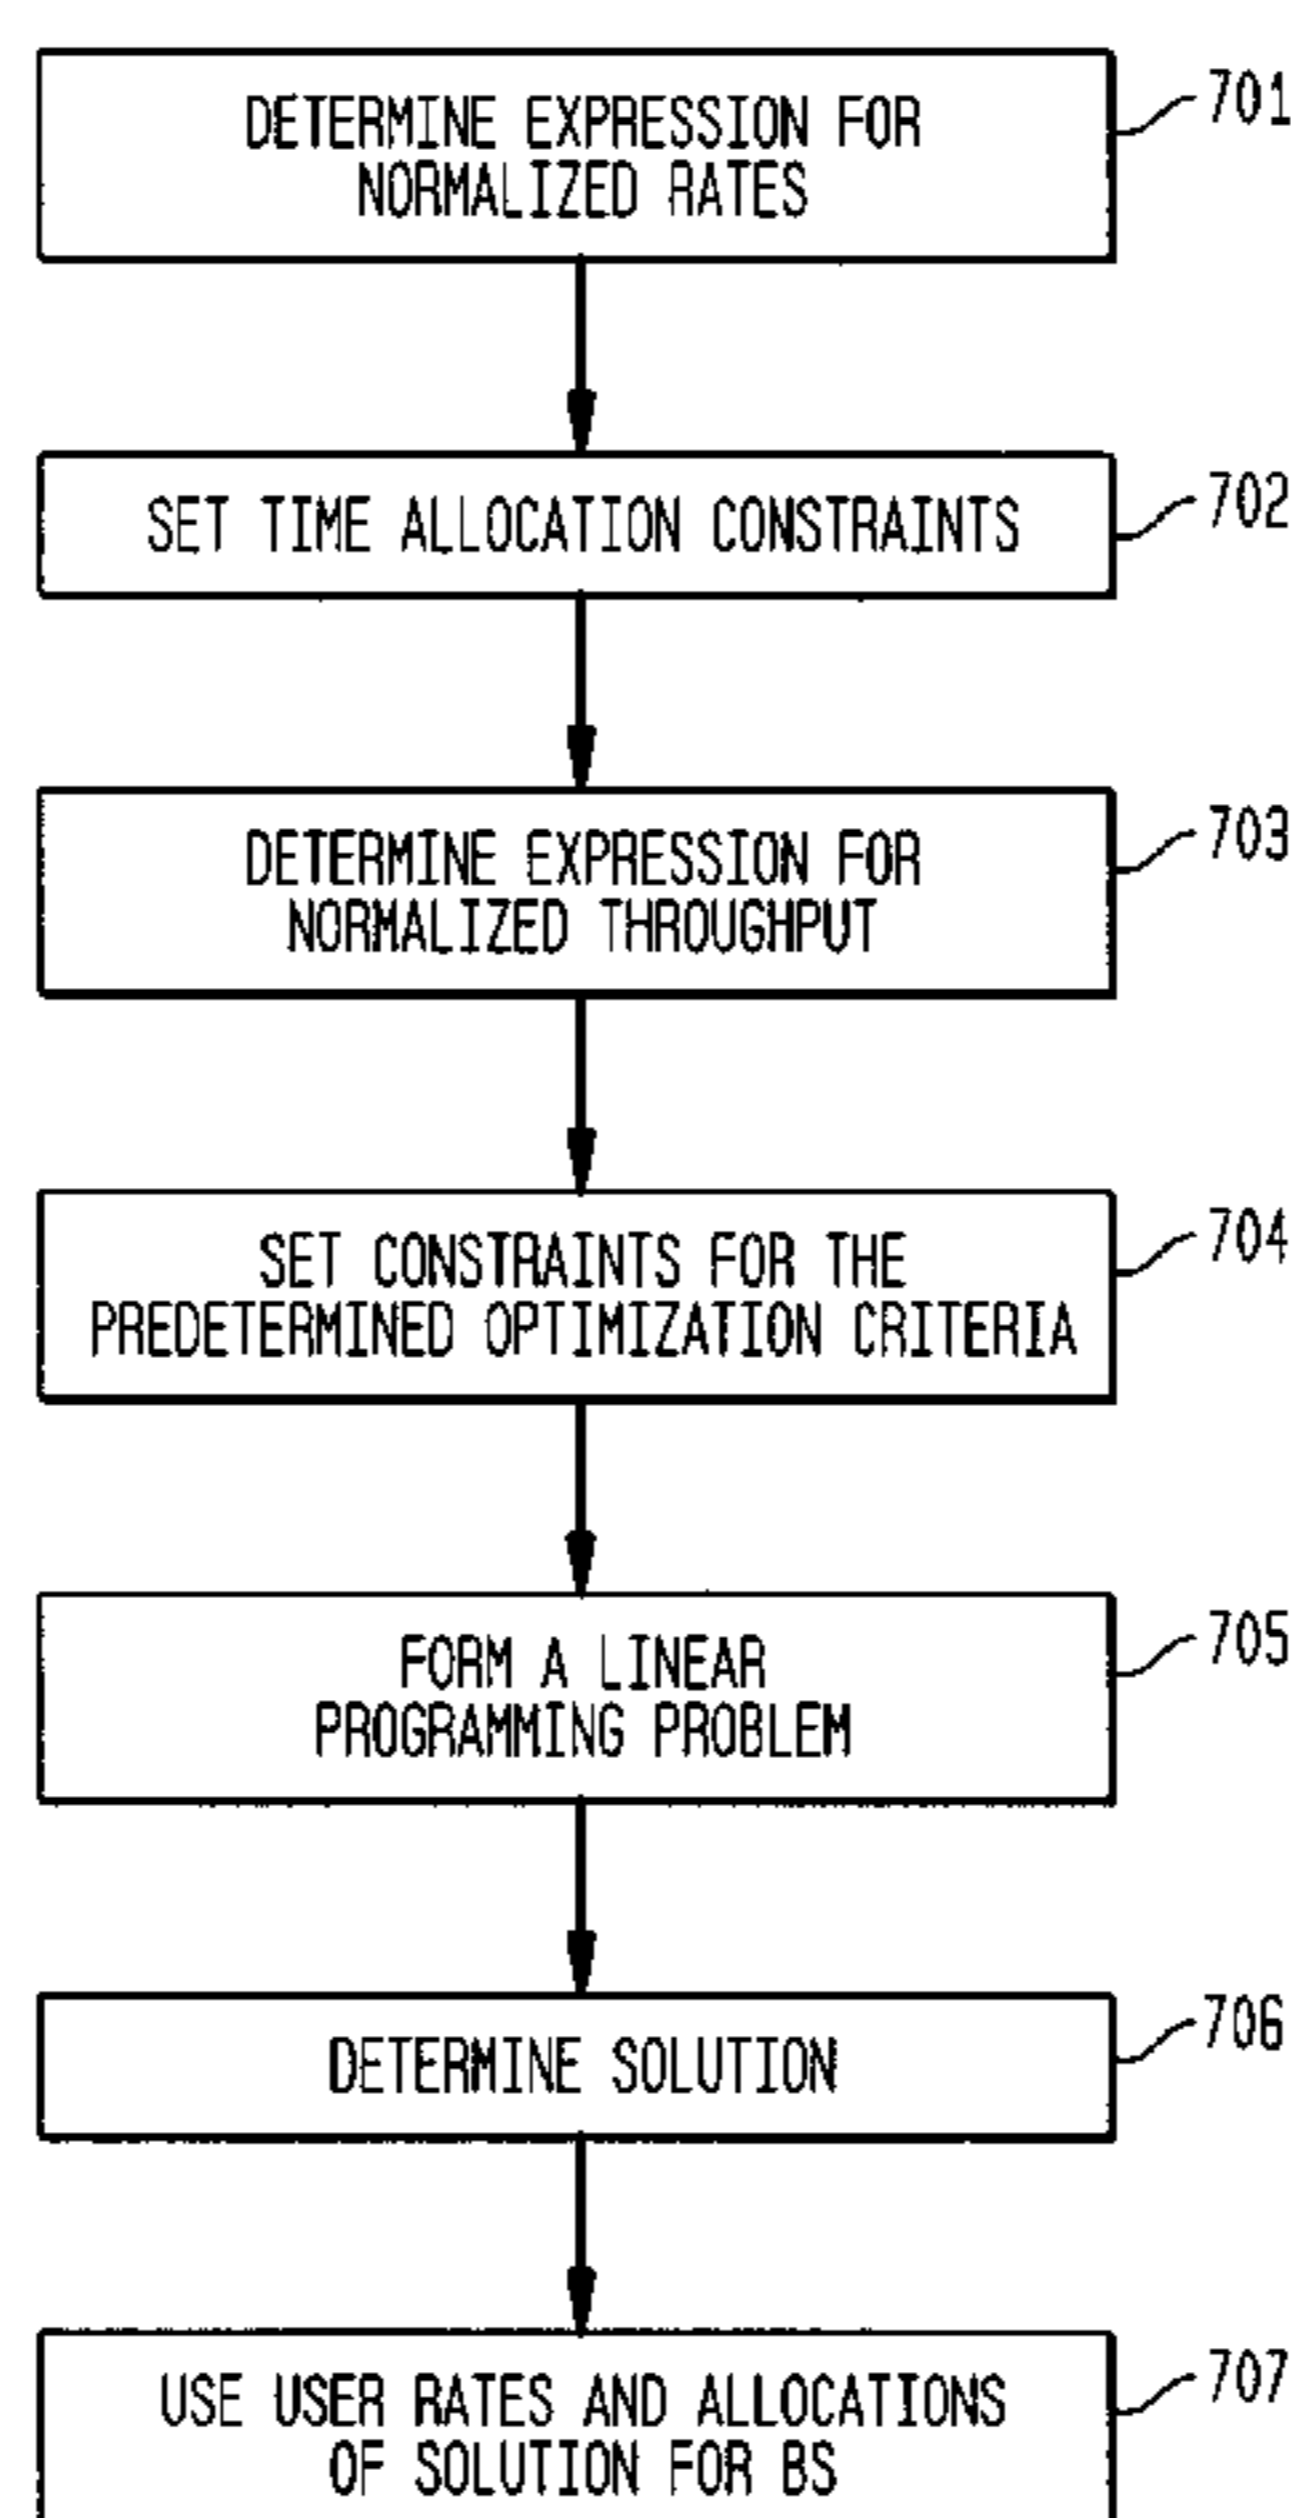 DETERMINE EXPRESSION FOR
NORMALIZED RATES
701
SET TIME ALLOCATION CONSTRAINTS
702
DETERMINE EXPRESSION FOR
NORMALIZED THROUGHPUT
703
SET CONSTRAINTS FOR THE
PREDETERMINED OPTIMIZATION CRITERIA
704
FORM A LINEAR
PROGRAMMING PROBLEM
705
DETERMINE SOLUTION
706
USE USER RATES AND ALLOCATIONS
OF SOLUTION FOR BS
707